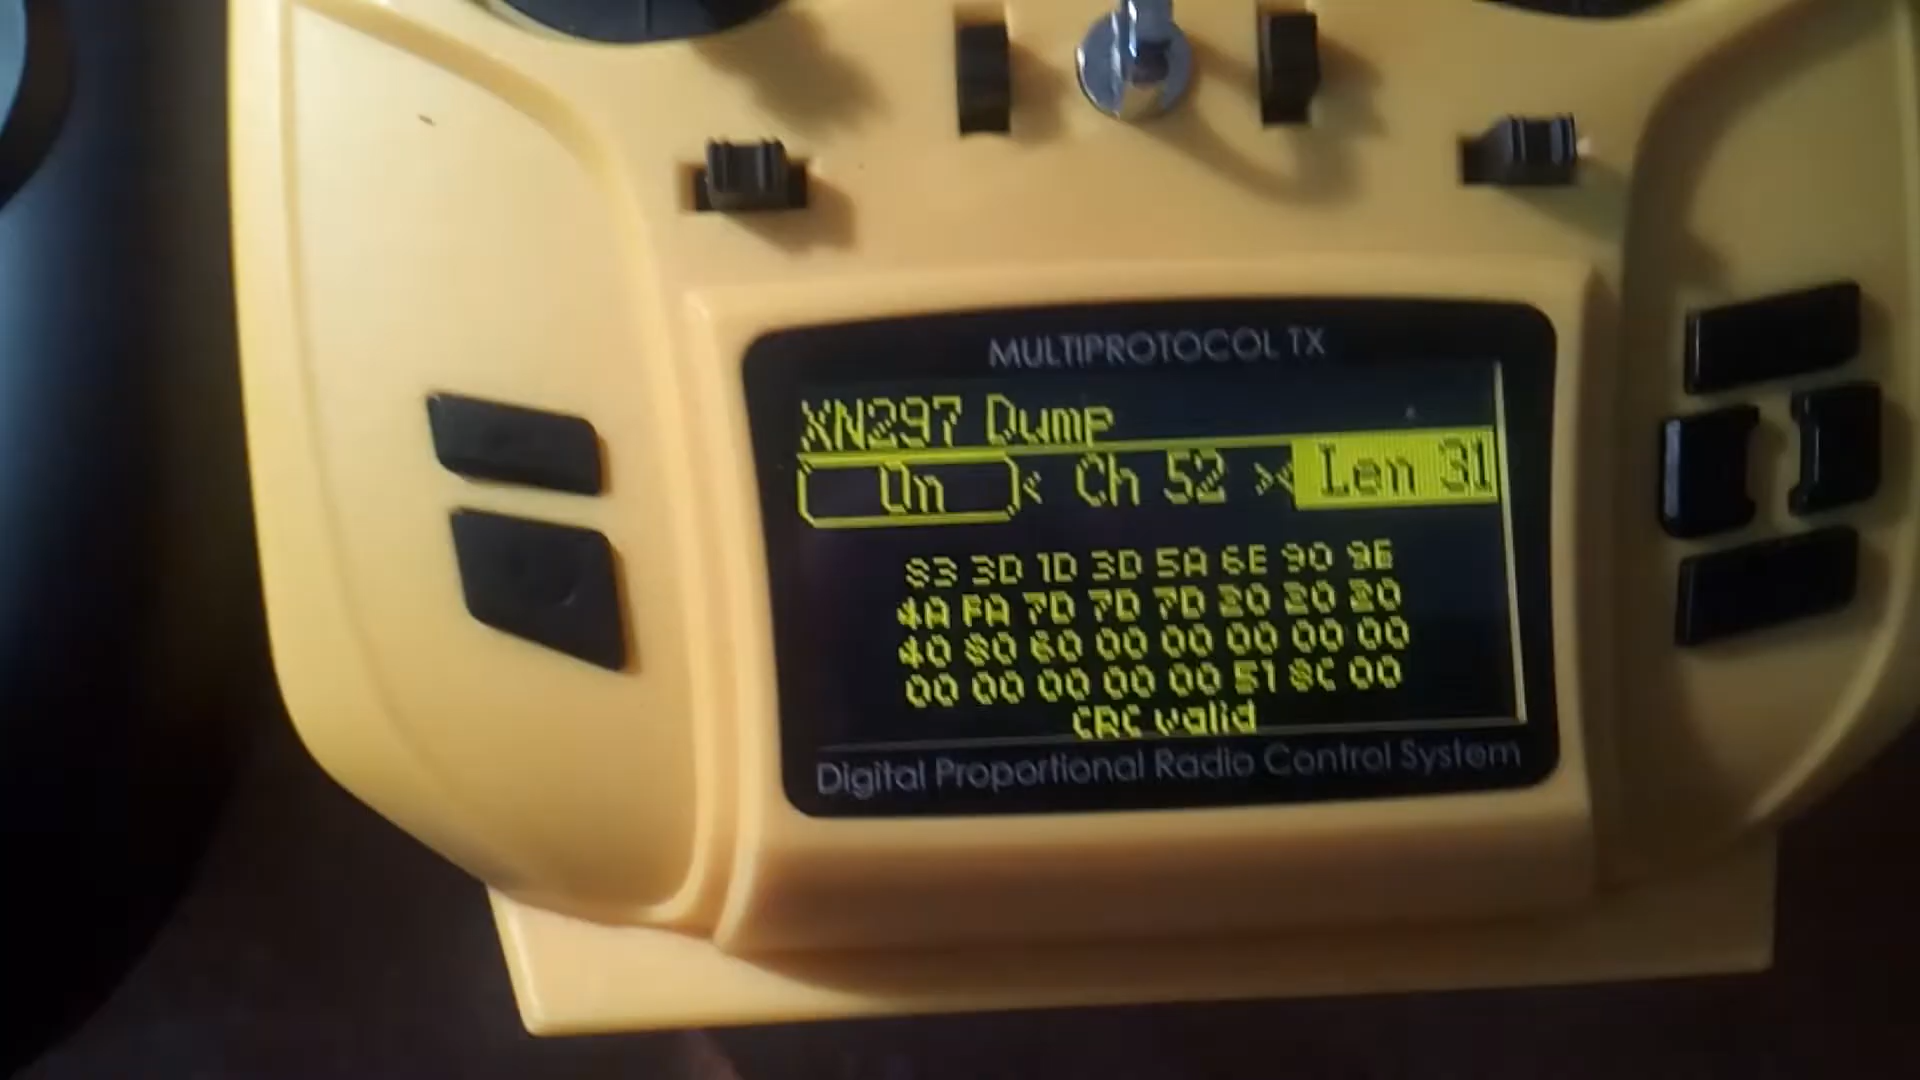 MULTIPROTOCOL TX
XN297 Dump
On < Ch 52 >< Len 31
83 3D 1D 3D 5A 6E 90 9E
4A FA 7D 7D 7D 20 20 20
40 80 60 00 00 00 00 00
00 00 00 00 00 51 8C 00
CRC valid
Digital Proportional Radio Control System